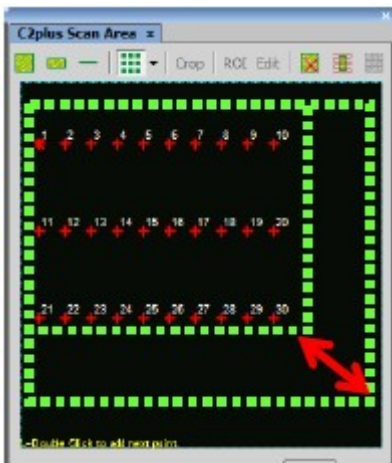 C2plus Scan Area
Crop ROI Edit
1 2 3 4 5 6 7 8 9 10
11 12 13 14 15 16 17 18 19 20
21 22 23 24 25 26 27 28 29 30
Double Click to add next point